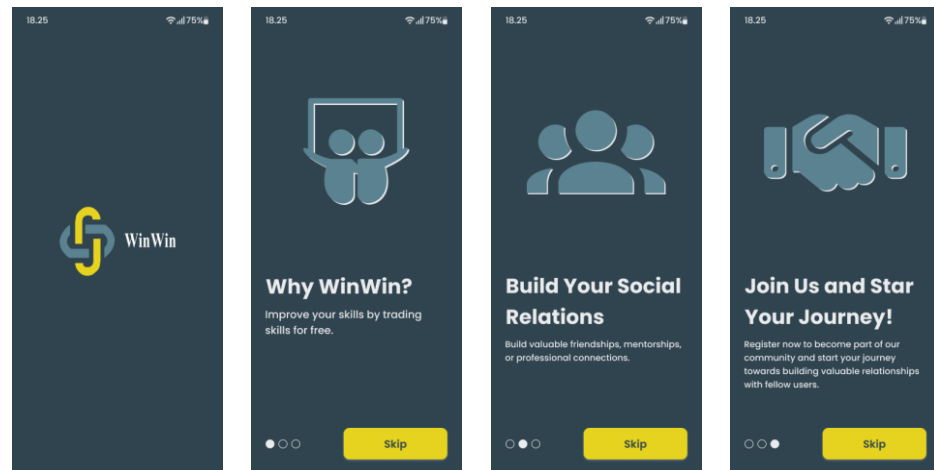 18.25
75%
WinWin
18.25
75%
Why WinWin?
Improve your skills by trading
skills for free.
Skip
18.25
75%
Build Your Social
Relations
Build valuable friendships, mentorships,
or professional connections.
Skip
18.25
75%
Join Us and Star
Your Journey!
Register now to become part of our
community and start your journey
towards building valuable relationships
with fellow users.
Skip